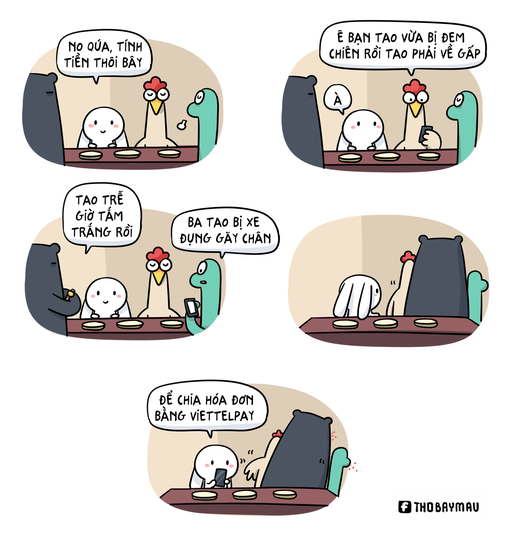 NO QỨA, TÍNH
TIỀN THÔI BÂY
Ê BẠN TAO VỪA BỊ ĐEM
CHIÊN RỒI TAO PHẢI VỀ GẤP
À
TAO TRỄ
GIỜ TẮM
TRẮNG RỒI
BA TAO BỊ XE
ĐỤNG GÃY CHÂN
ĐỂ CHIA HÓA ĐƠN
BẰNG VIETTELPAY
THOBAYMAU